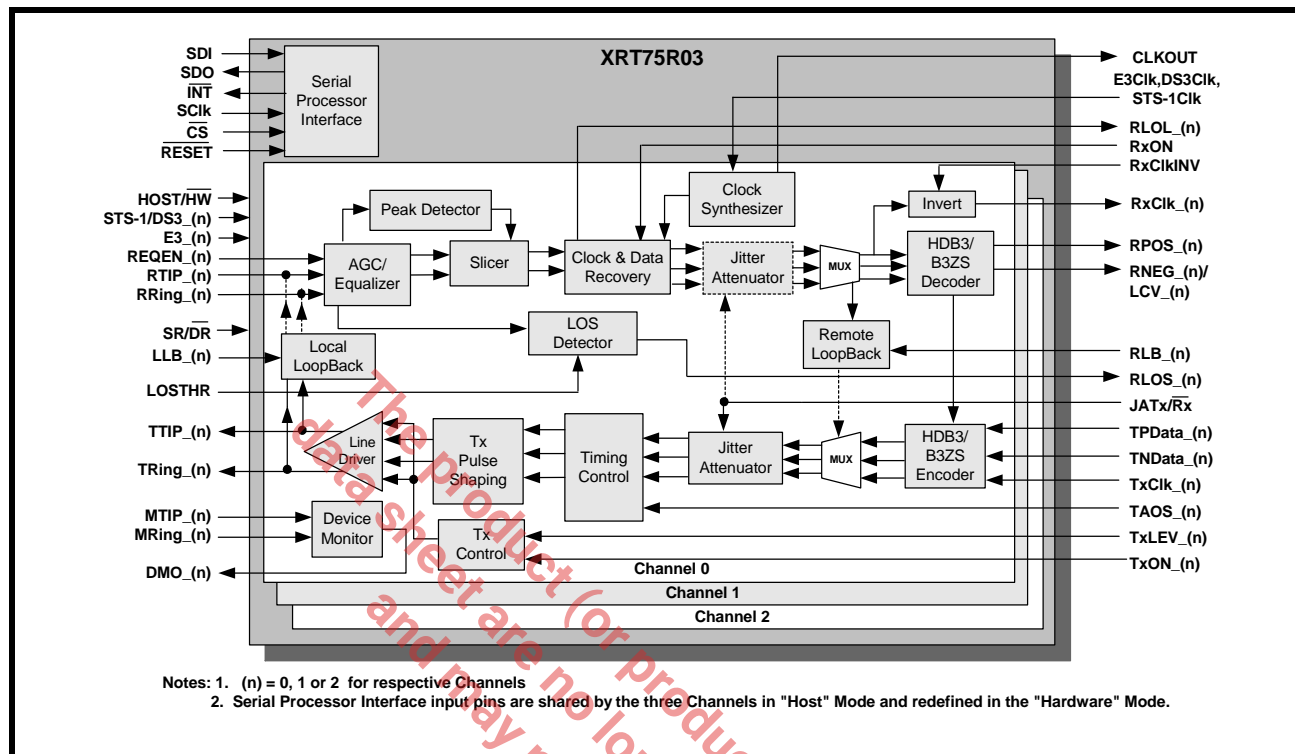 XRT75R03
SDI
SDO
INT
SClk
CS
RESET
Serial
Processor
Interface
CLKOUT
E3Clk,DS3Clk,
STS-1Clk
RLOL_(n)
RxON
RxClkINV
RxClk_(n)
RPOS_(n)
RNEG_(n)/
LCV_(n)
RLB_(n)
RLOS_(n)
JATx/Rx
TPData_(n)
TNData_(n)
TxClk_(n)
TAOS_(n)
TxLEV_(n)
TxON_(n)
HOST/HW
STS-1/DS3_(n)
E3_(n)
REQEN_(n)
RTIP_(n)
RRing_(n)
SR/DR
LLB_(n)
LOSTHR
TTIP_(n)
TRing_(n)
MTIP_(n)
MRing_(n)
DMO_(n)
Peak Detector
AGC/
Equalizer
Slicer
Clock & Data
Recovery
Clock
Synthesizer
Jitter
Attenuator
MUX
Invert
HDB3/
B3ZS
Decoder
LOS
Detector
Remote
LoopBack
Local
LoopBack
Line
Driver
Tx
Pulse
Shaping
Timing
Control
Jitter
Attenuator
MUX
HDB3/
B3ZS
Encoder
Device
Monitor
Tx
Control
Channel 0
Channel 1
Channel 2
The product (or produc
data sheet are no lo
and may
Notes: 1. (n) = 0, 1 or 2 for respective Channels
2. Serial Processor Interface input pins are shared by the three Channels in "Host" Mode and redefined in the "Hardware" Mode.